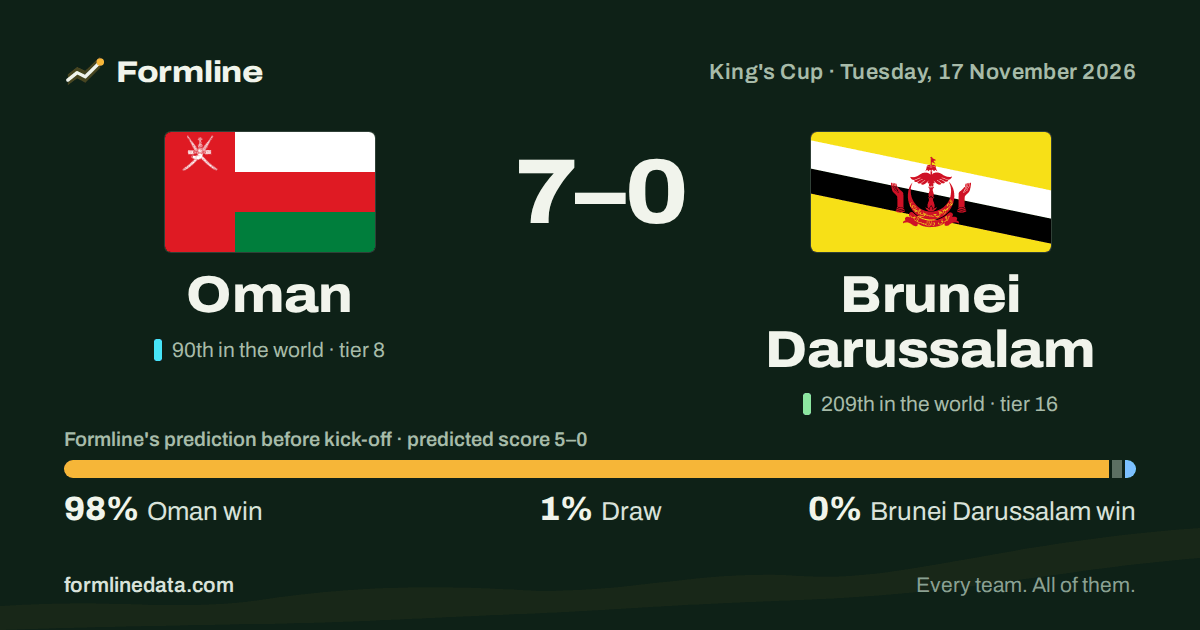 Formline
King's Cup · Tuesday, 17 November 2026
7–0
Oman
90th in the world · tier 8
Brunei
Darussalam
209th in the world · tier 16
Formline's prediction before kick-off · predicted score 5–0
98% Oman win
1% Draw
0% Brunei Darussalam win
formlinedata.com
Every team. All of them.